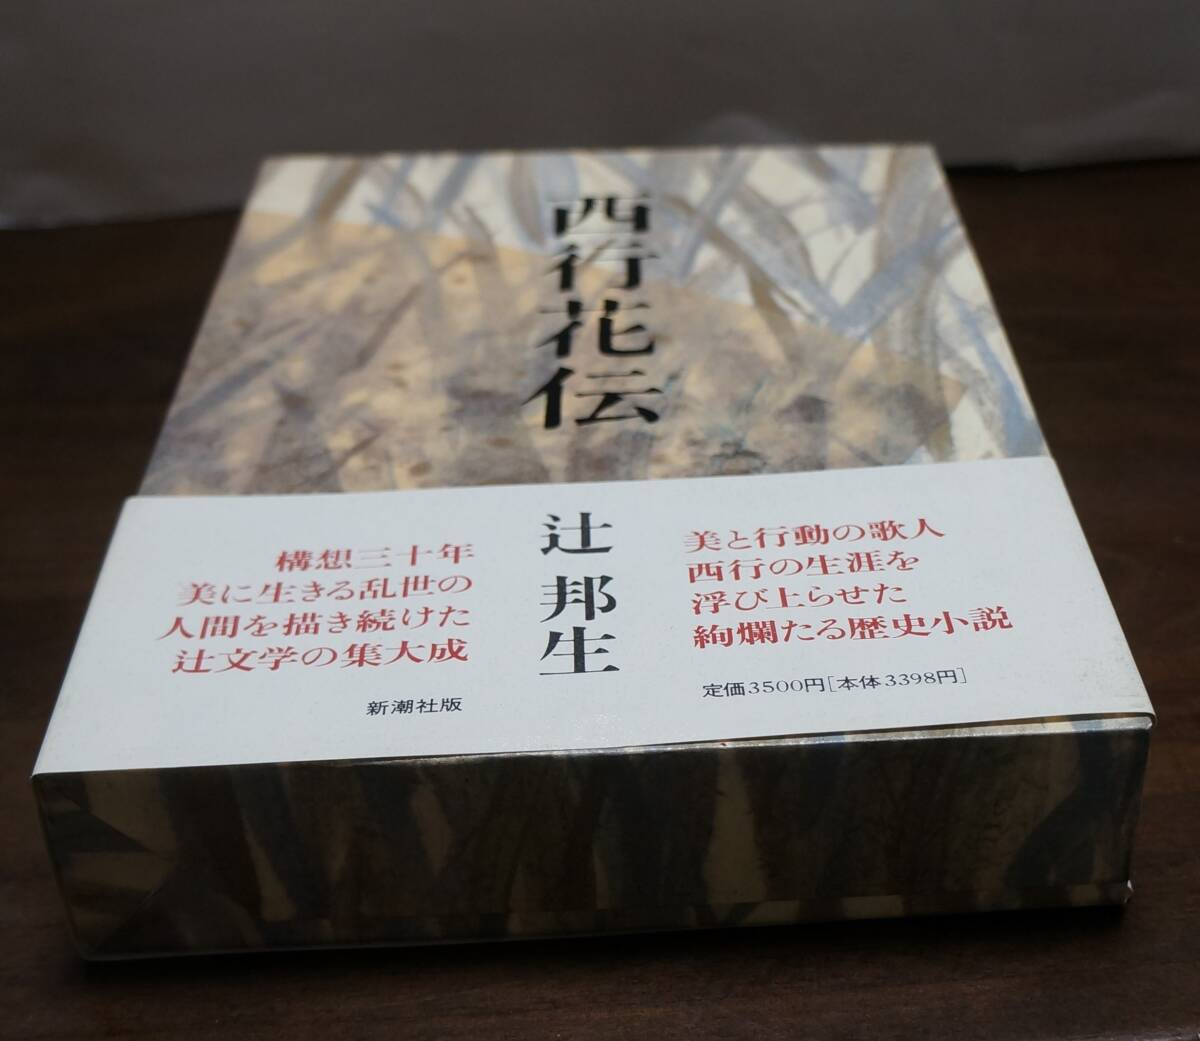 西行花伝
辻 邦生
美と行動の歌人
西行の生涯を
浮び上らせた
絢爛たる歴史小説
定価3500円[本体3398円]
構想三十年
美に生きる乱世の
人間を描き続けた
辻文学の集大成
新潮社版